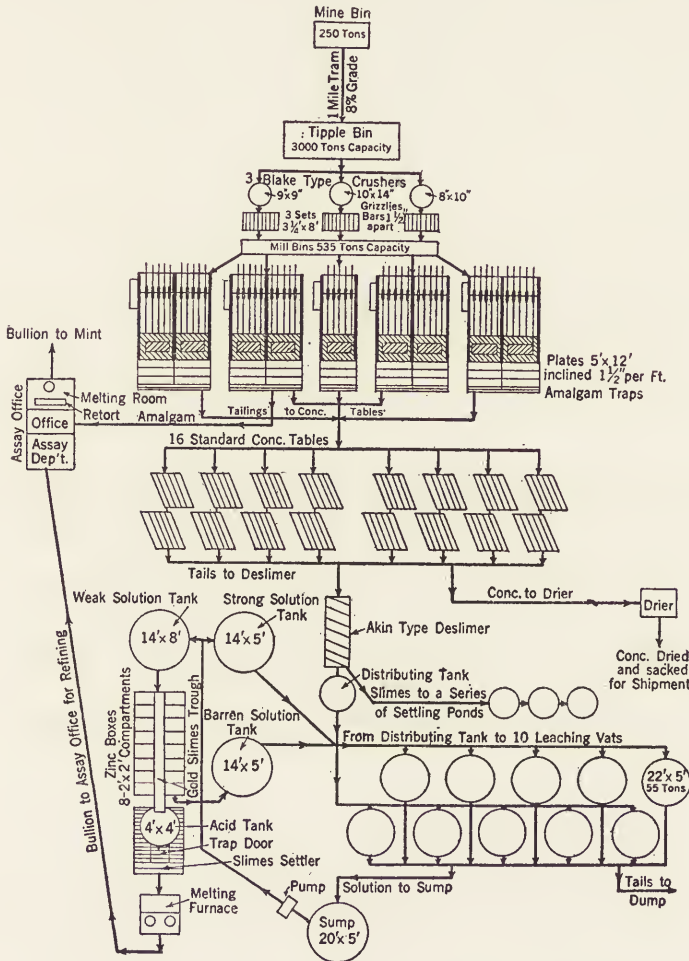 Mine Bin
250 Tons
1 Mile Tram
8% Grade
Tipple Bin
3000 Tons Capacity
3 Blake Type Crushers
9"x9"
10"x14"
8"x10"
3 Sets
3¼'x8'
Grizzlies
Bars 1½"
apart
Mill Bins 535 Tons Capacity
Plates 5'x12'
inclined 1½" per Ft.
Amalgam Traps
Bullion to Mint
Assay Office
Melting Room
Retort
Office
Assay
Dep't.
Amalgam
Tailings to Conc. Tables
16 Standard Conc. Tables
Tails to Deslimer
Conc. to Drier
Drier
Conc. Dried
and sacked
for Shipment
Akin Type Deslimer
Distributing Tank
Slimes to a Series
of Settling Ponds
From Distributing Tank to 10 Leaching Vats
22'x5'
55 Tons
Weak Solution Tank
14'x8'
Strong Solution
Tank
14'x5'
Barren Solution
Tank
14'x5'
Zinc Boxes
8-2'x2' Compartments
Gold Slimes Trough
4'x4'
Acid Tank
Trap Door
Slimes Settler
Melting
Furnace
Bullion to Assay Office for Refining
Pump
Solution to Sump
Sump
20'x5'
Tails to
Dump